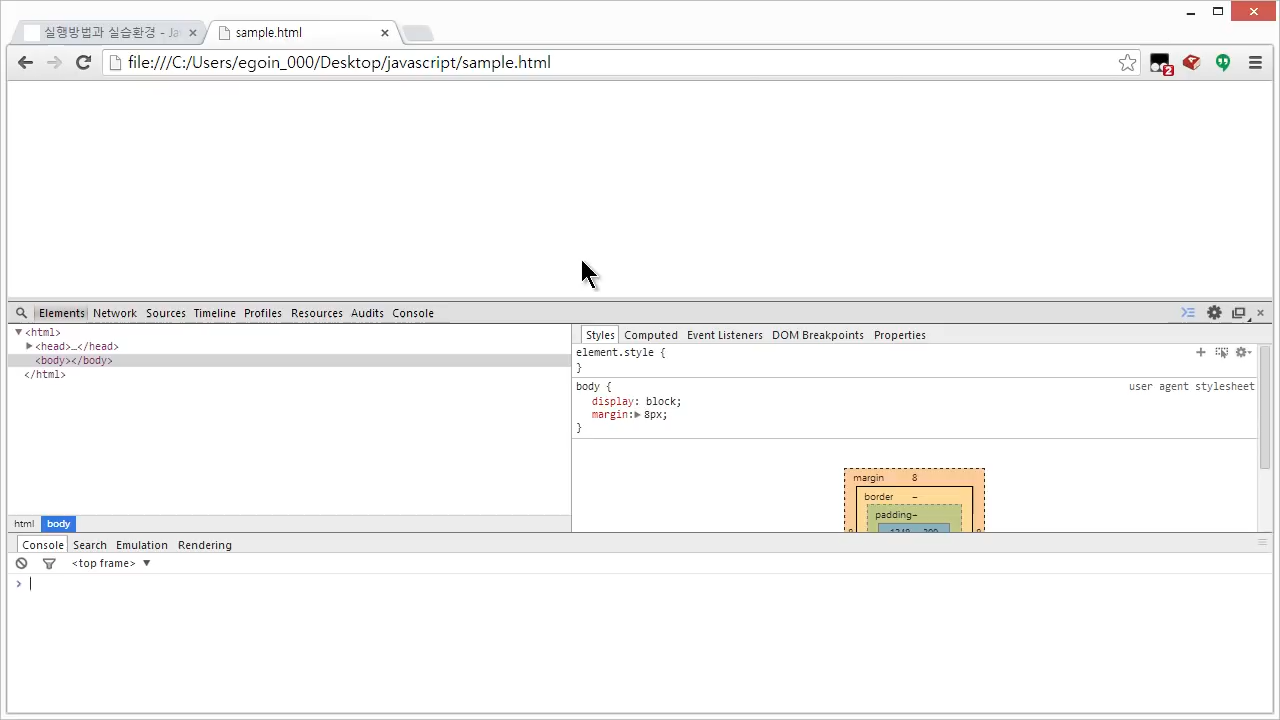 실행방법과 실습환경 - Ja
sample.html
file:///C:/Users/egoin_000/Desktop/javascript/sample.html
2
Elements Network Sources Timeline Profiles Resources Audits Console
<html>
<head>…</head>
<body></body>
</html>
html body
Styles Computed Event Listeners DOM Breakpoints Properties
element.style {
}
body { user agent stylesheet
display: block;
margin: 8px;
}
margin 8
border –
padding–
Console Search Emulation Rendering
<top frame>